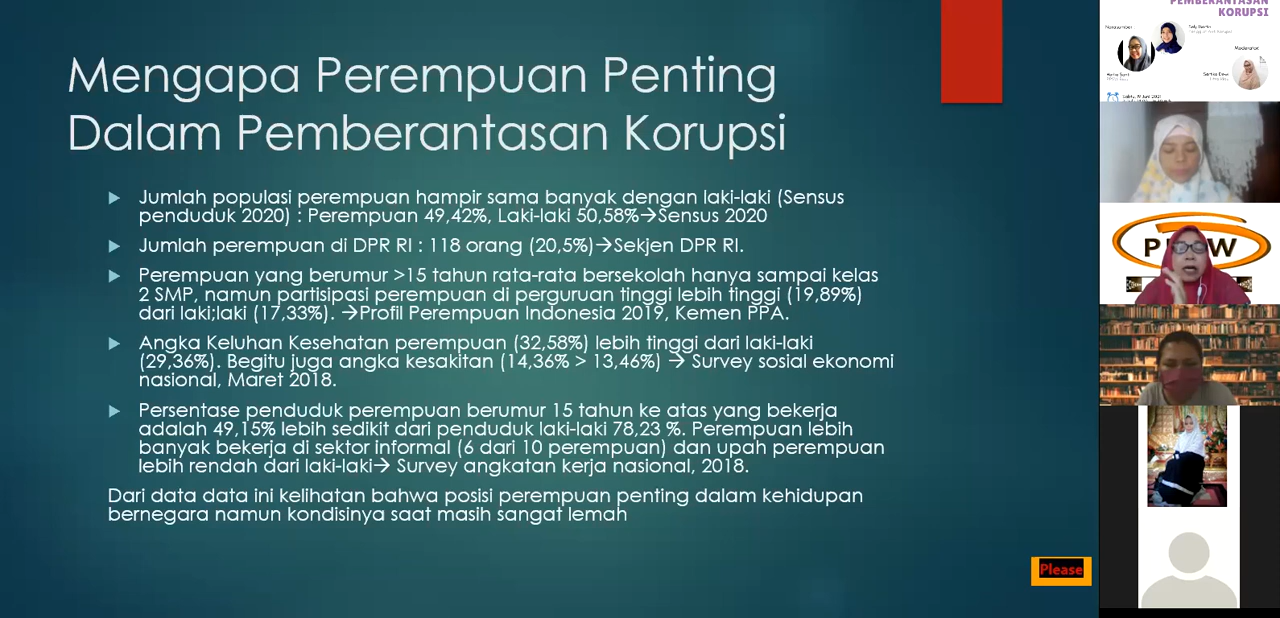 Mengapa Perempuan Penting
Dalam Pemberantasan Korupsi
Jumlah populasi perempuan hampir sama banyak dengan laki-laki (Sensus
penduduk 2020) : Perempuan 49,42%, Laki-laki 50,58%→Sensus 2020
Jumlah perempuan di DPR RI : 118 orang (20,5%)→Sekjen DPR RI.
Perempuan yang berumur >15 tahun rata-rata bersekolah hanya sampai kelas
2 SMP, namun partisipasi perempuan di perguruan tinggi lebih tinggi (19,89%)
dari laki;laki (17,33%). →Profil Perempuan Indonesia 2019, Kemen PPA.
Angka Keluhan Kesehatan perempuan (32,58%) lebih tinggi dari laki-laki
(29,36%). Begitu juga angka kesakitan (14,36% > 13,46%) → Survey sosial ekonomi
nasional, Maret 2018.
Persentase penduduk perempuan berumur 15 tahun ke atas yang bekerja
adalah 49,15% lebih sedikit dari penduduk laki-laki 78,23 %. Perempuan lebih
banyak bekerja di sektor informal (6 dari 10 perempuan) dan upah perempuan
lebih rendah dari laki-laki→ Survey angkatan kerja nasional, 2018.
Dari data data ini kelihatan bahwa posisi perempuan penting dalam kehidupan
bernegara namun kondisinya saat masih sangat lemah
Please
PEMBERANTASAN
KORUPSI
Moderator: